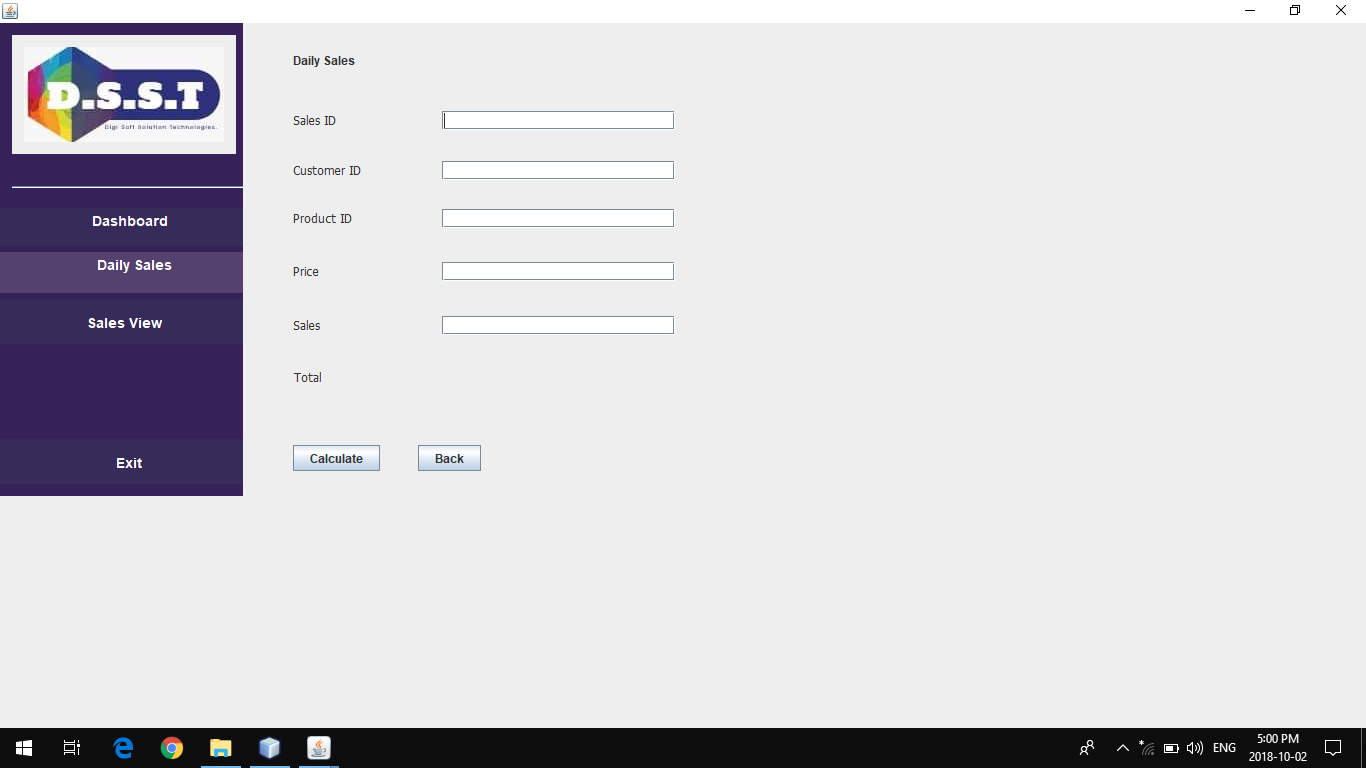 D.S.S.T
Digi Soft Solution Technologies.
Dashboard
Daily Sales
Sales View
Exit
Daily Sales
Sales ID
Customer ID
Product ID
Price
Sales
Total
Calculate
Back
ENG
5:00 PM
2018-10-02